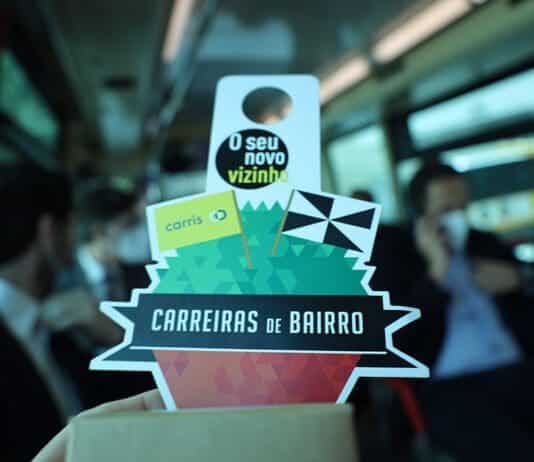 O seu
novo
vizinho
carris
CARREIRAS DE BAIRRO